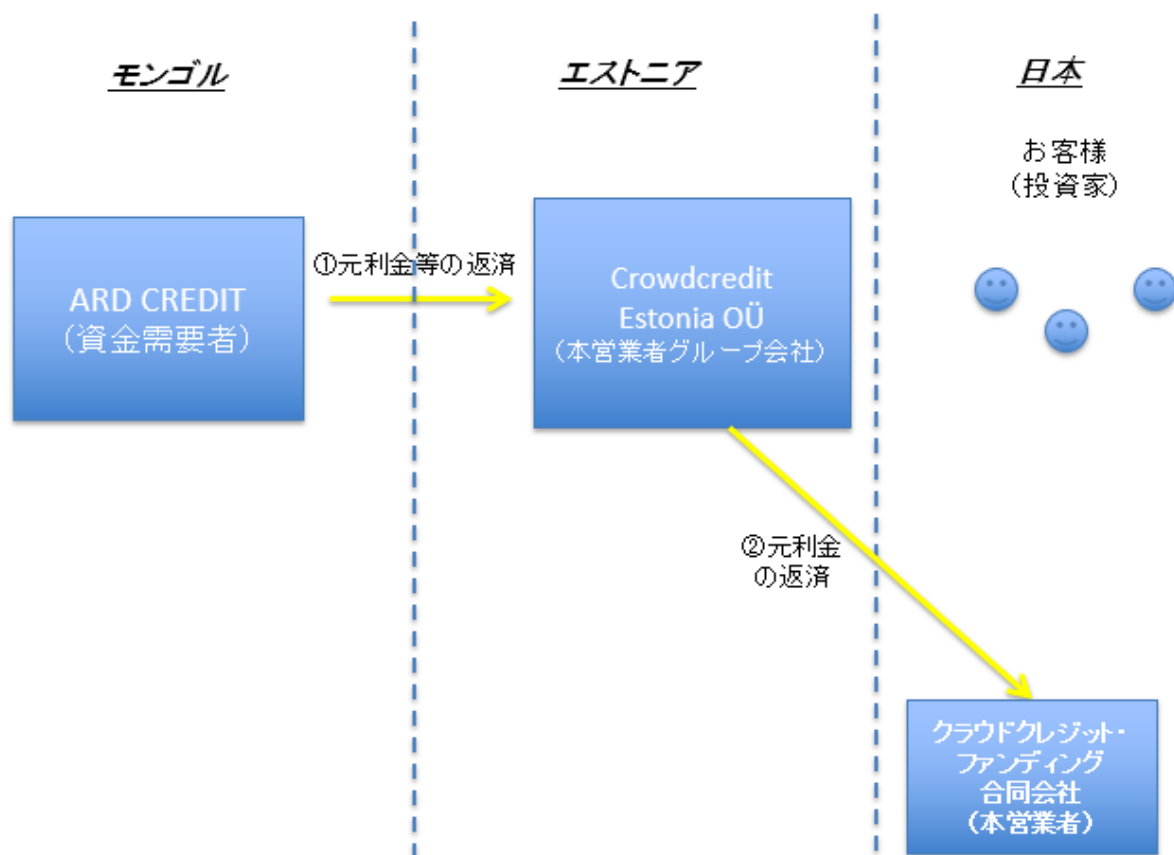 モンゴル
エストニア
日本
お客様
（投資家）
ARD CREDIT
（資金需要者）
①元利金等の返済
Crowdcredit
Estonia OÜ
（本営業者グループ会社）
②元利金
の返済
クラウドクレジット・
ファンディング
合同会社
（本営業者）